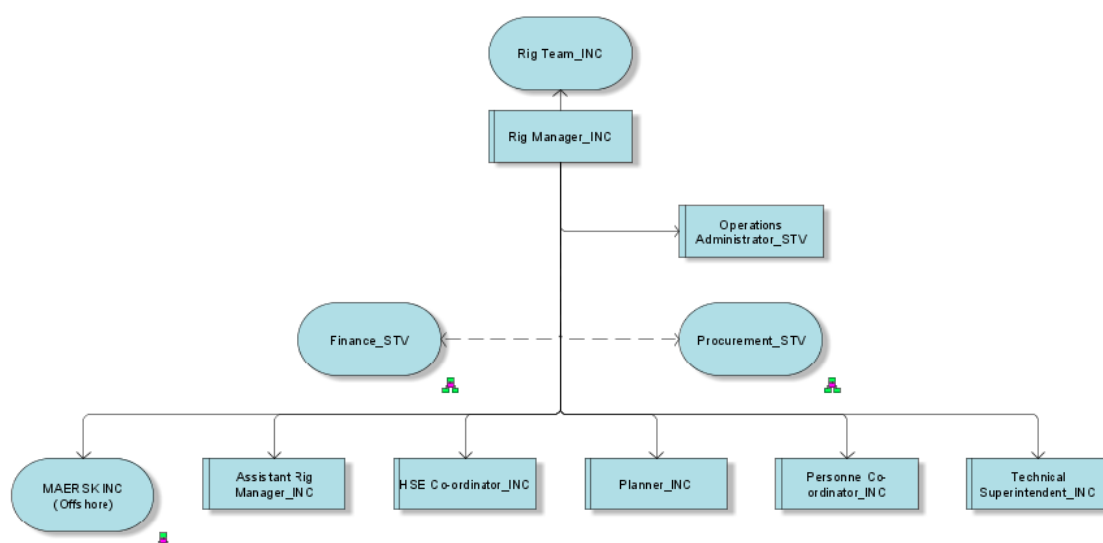 Rig Team_INC
Rig Manager_INC
Operations
Administrator_STV
Finance_STV
Procurement_STV
MAERSK INC
(Offshore)
Assistant Rig
Manager_INC
HSE Co-ordinator_INC
Planner_INC
Personne Co-
ordinator_INC
Technical
Superintendent_INC